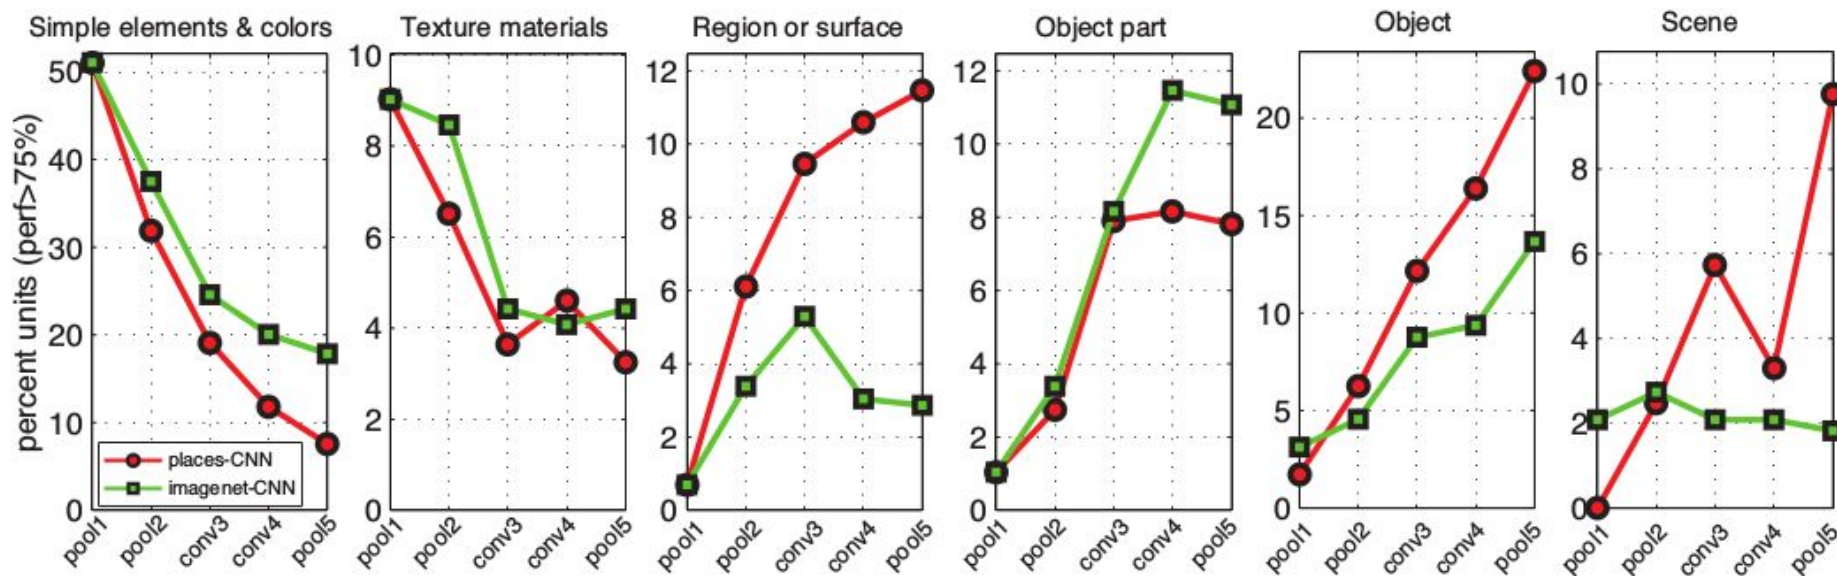 Simple elements & colors
percent units (perf>75%)
50
40
30
20
10
0
places-CNN
imagenet-CNN
pool1 pool2 conv3 conv4 pool5
Texture materials
10
8
6
4
2
0
pool1 pool2 conv3 conv4 pool5
Region or surface
12
10
8
6
4
2
0
pool1 pool2 conv3 conv4 pool5
Object part
12
10
8
6
4
2
0
pool1 pool2 conv3 conv4 pool5
Object
20
15
10
5
0
pool1 pool2 conv3 conv4 pool5
Scene
10
8
6
4
2
0
pool1 pool2 conv3 conv4 pool5